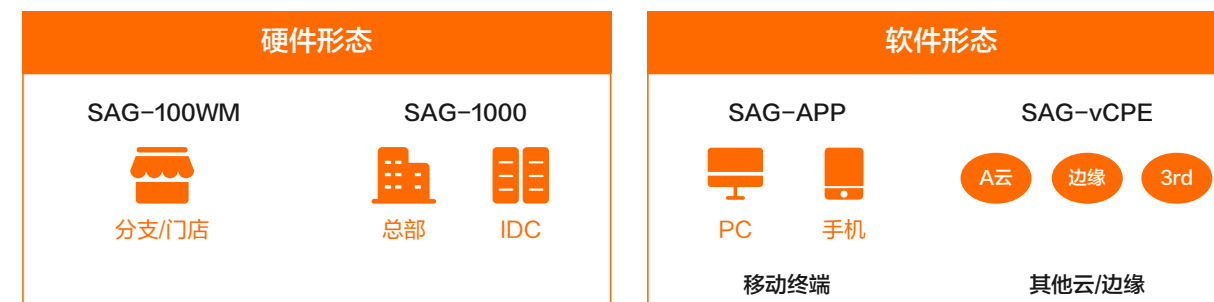 硬件形态
SAG-100WM
SAG-1000
分支/门店
总部
IDC
软件形态
SAG-APP
SAG-vCPE
A云
边缘
3rd
PC
手机
移动终端
其他云/边缘